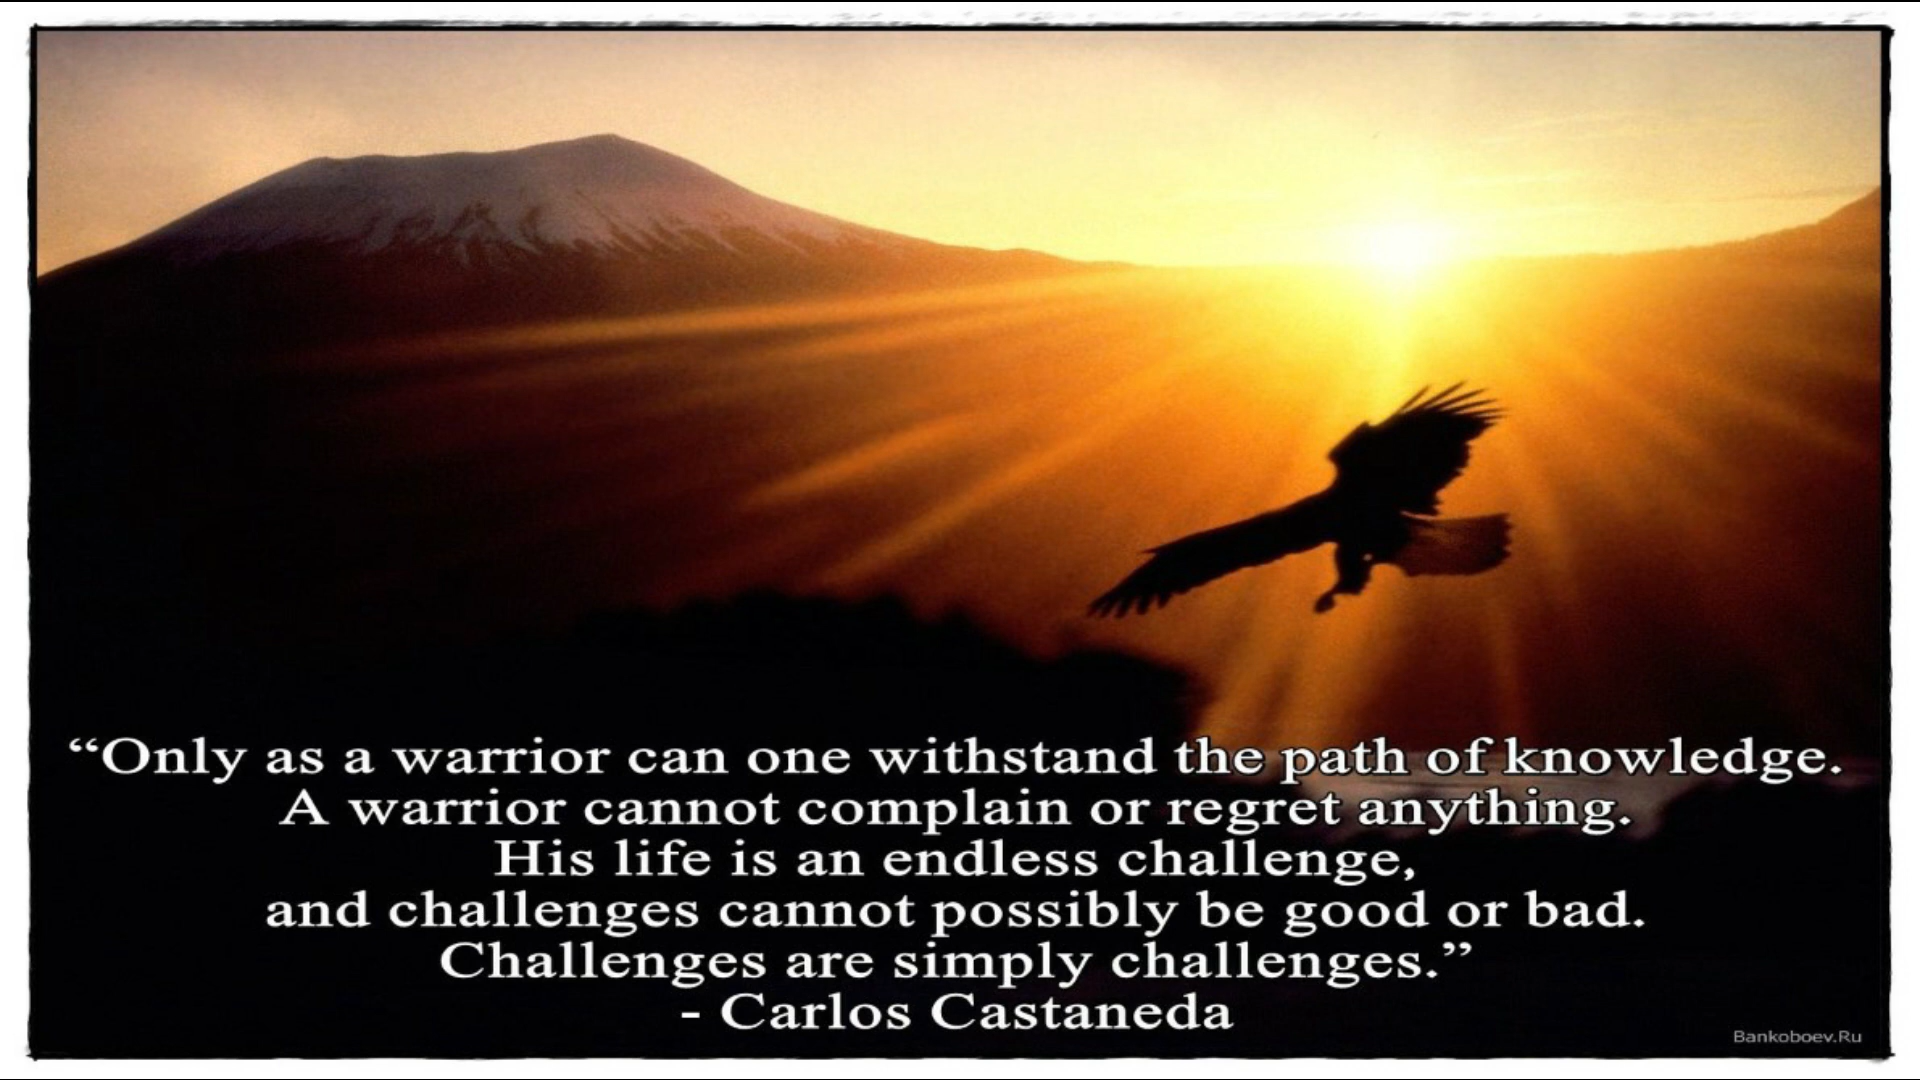 “Only as a warrior can one withstand the path of knowledge.
A warrior cannot complain or regret anything.
His life is an endless challenge,
and challenges cannot possibly be good or bad.
Challenges are simply challenges.”
- Carlos Castaneda
Bankoboev.Ru